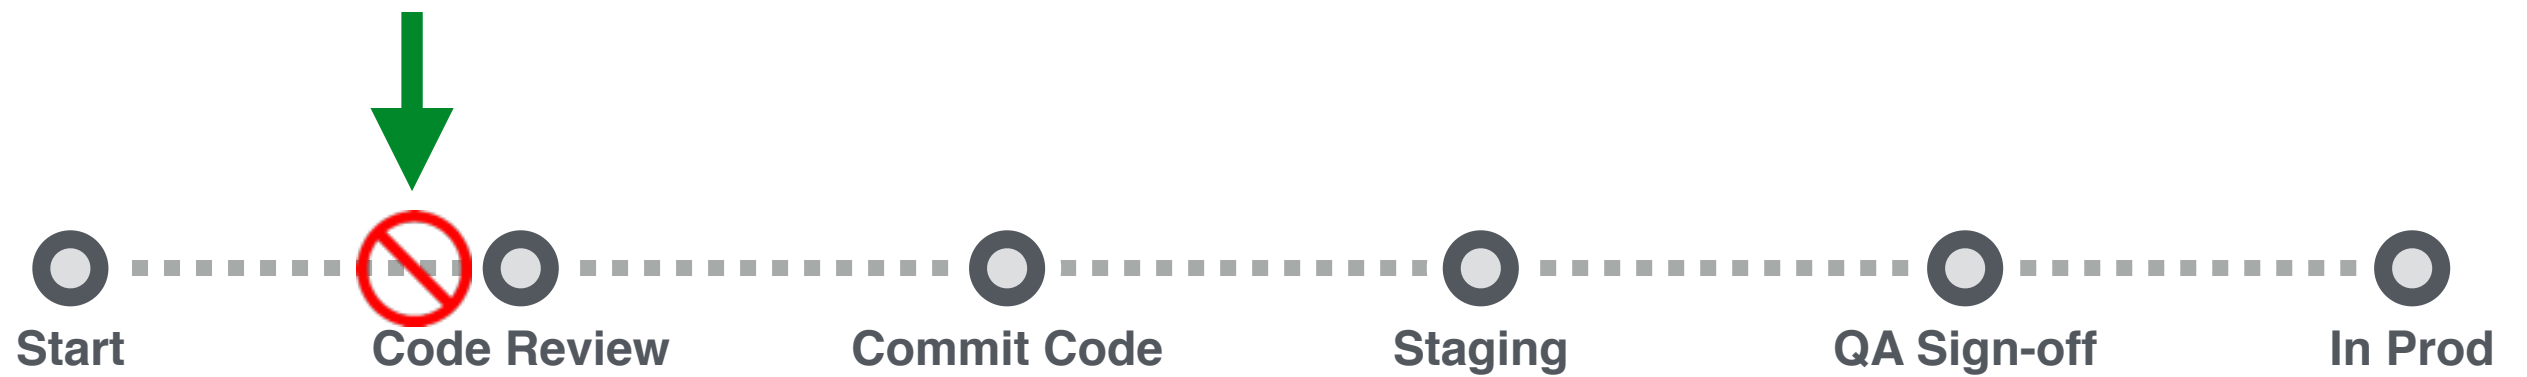 Start
Code Review
Commit Code
Staging
QA Sign-off
In Prod